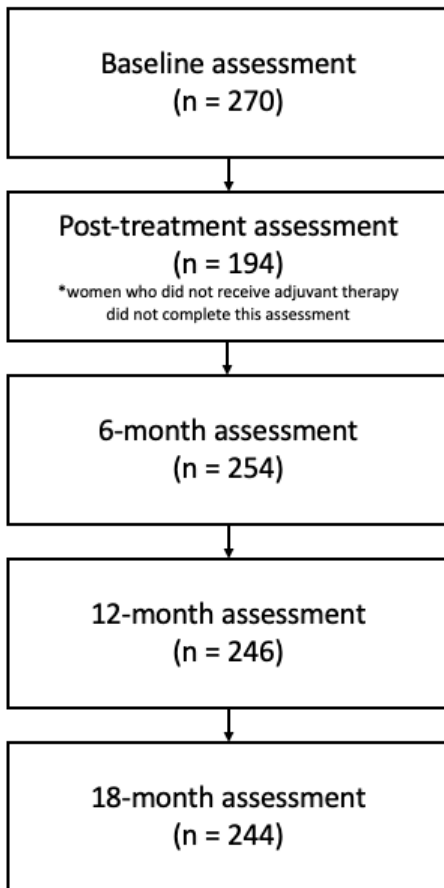 Baseline assessment
(n = 270)
Post-treatment assessment
(n = 194)
*women who did not receive adjuvant therapy
did not complete this assessment
6-month assessment
(n = 254)
12-month assessment
(n = 246)
18-month assessment
(n = 244)